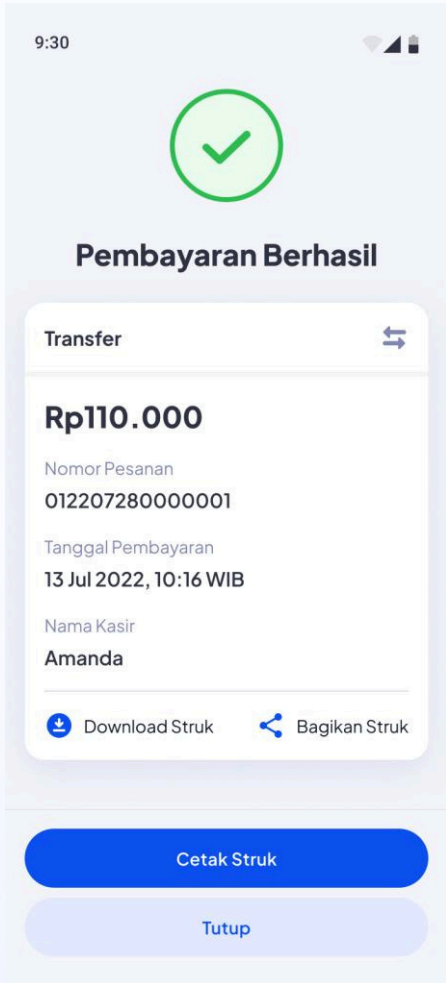 9:30
Pembayaran Berhasil
Transfer
Rp110.000
Nomor Pesanan
012207280000001
Tanggal Pembayaran
13 Jul 2022, 10:16 WIB
Nama Kasir
Amanda
Download Struk
Bagikan Struk
Cetak Struk
Tutup